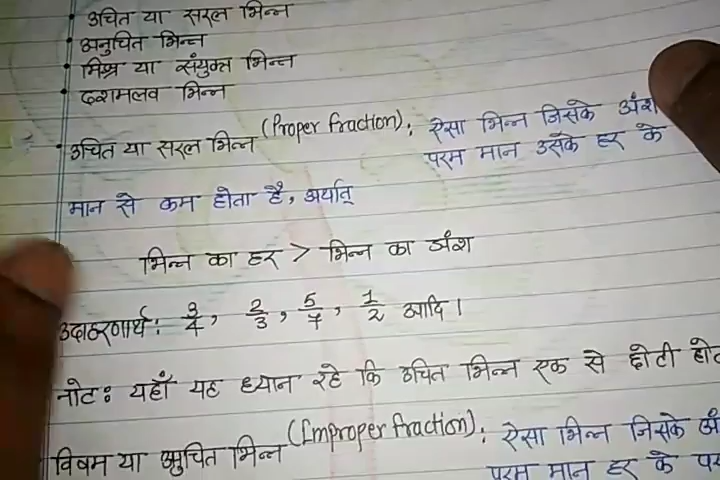 • उचित या सरल भिन्न
• अनुचित भिन्न
• मिश्र या संयुक्त भिन्न
• दशमलव भिन्न
• उचित या सरल भिन्न (Proper fraction): ऐसा भिन्न जिसके अंश
परम मान उसके हर के
मान से कम होता है, अर्थात्
भिन्न का हर > भिन्न का अंश
उदाहरणार्थ: 3/4, 2/3, 5/7, 1/2 आदि।
नोट: यहाँ यह ध्यान रहे कि उचित भिन्न एक से छोटी
विषम या अनुचित भिन्न (Improper fraction): ऐसा भिन्न जिसके
परम मान हर के